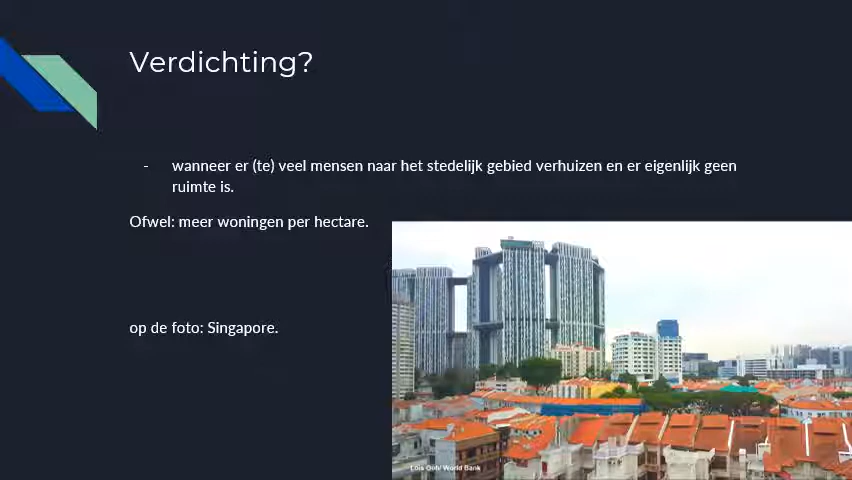 Verdichting?
- wanneer er (te) veel mensen naar het stedelijk gebied verhuizen en er eigenlijk geen
ruimte is.
Ofwel: meer woningen per hectare.
op de foto: Singapore.
Lois Goh/ World Bank